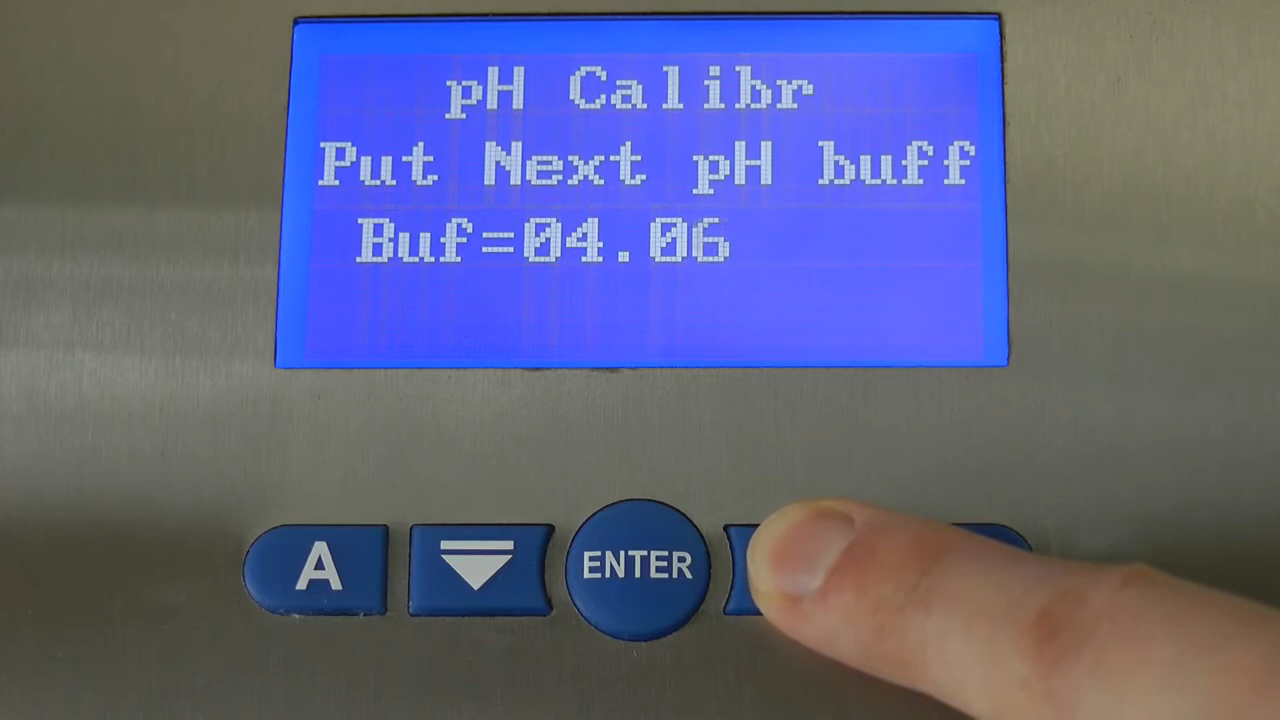 pH Calibr
Put Next pH buff
Buf=04.06
A
ENTER